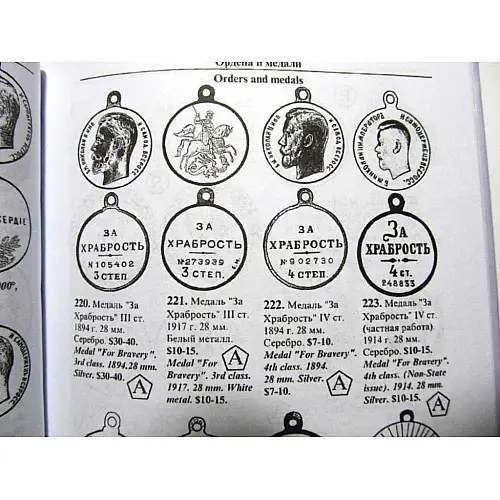 Ордена и медали
Orders and medals
ЗА
ХРАБРОСТЬ
№105402
3 СТЕП.
ЗА
ХРАБРОСТЬ
№273939
3 СТЕП.
ЗА
ХРАБРОСТЬ
№902730
4 СТЕП.
За
ХРАБРОСТЬ
4 СТ.
248833
220. Медаль "За
Храбрость" III ст.
1894 г. 28 мм.
Серебро. $30-40.
Medal "For Bravery".
3rd class. 1894.28 mm.
Silver. $30-40.
A
221. Медаль "За
Храбрость" III ст.
1917 г. 28 мм.
Белый металл.
$10-15.
Medal "For
Bravery". 3rd class.
1917. 28 mm. White
metal. $10-15.
A
222. Медаль "За
Храбрость" IV ст.
1894 г. 28 мм.
Серебро. $7-10.
Medal "For Bravery".
4th class. 1894.
28 mm. Silver.
$7-10.
A
223. Медаль "За
Храбрость" IV ст.
(частная работа).
1914 г. 28 мм.
Серебро. $10-15.
Medal "For Bravery".
4th class. (Non-State
issue). 1914. 28 mm.
Silver. $10-15.
A